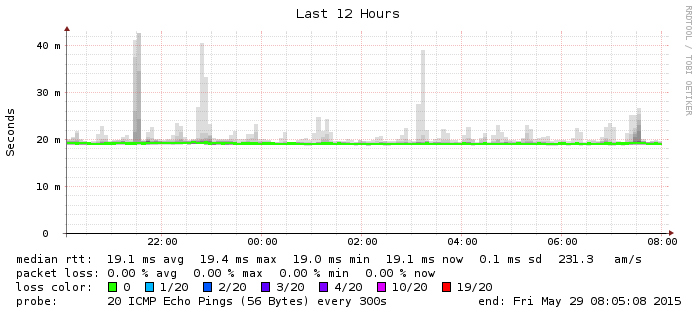 Last 12 Hours
RRDTOOL / TOBI OETIKER
Seconds
40 m
30 m
20 m
10 m
0
22:00 00:00 02:00 04:00 06:00 08:00
median rtt: 19.1 ms avg 19.4 ms max 19.0 ms min 19.1 ms now 0.1 ms sd 231.3 am/s
packet loss: 0.00 % avg 0.00 % max 0.00 % min 0.00 % now
loss color: 0 1/20 2/20 3/20 4/20 10/20 19/20
probe: 20 ICMP Echo Pings (56 Bytes) every 300s end: Fri May 29 08:05:08 2015